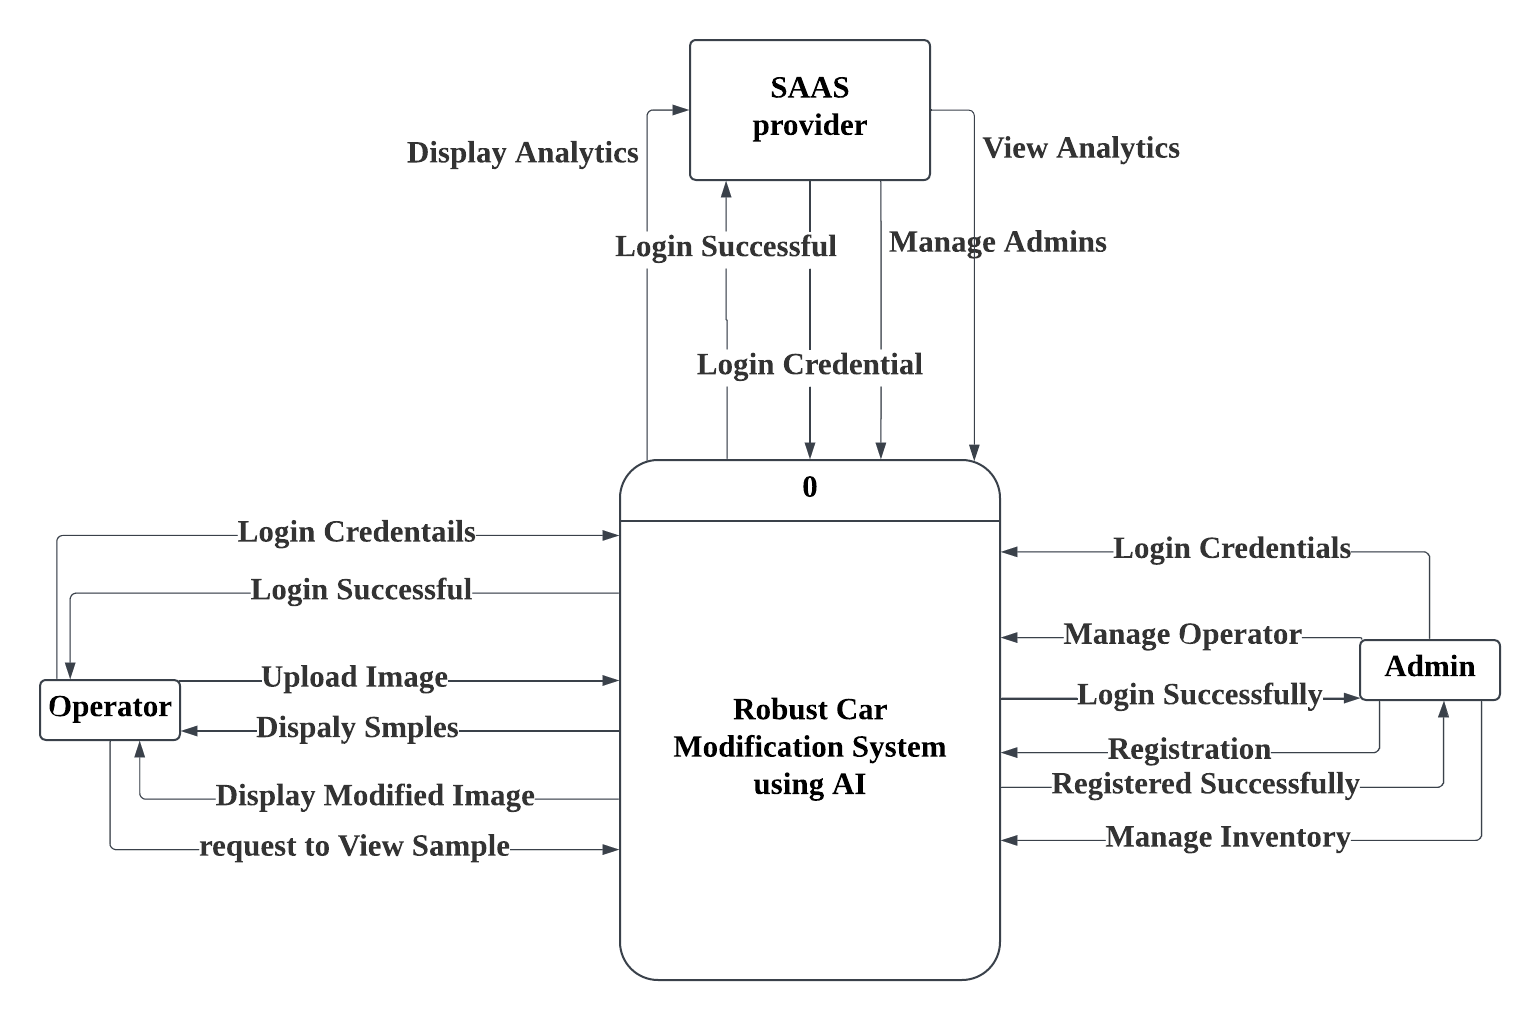 SAAS
provider
Display Analytics
View Analytics
Login Successful
Manage Admins
Login Credential
0
Login Credentails
Login Successful
Upload Image
Operator
Dispaly Smples
Display Modified Image
request to View Sample
Robust Car
Modification System
using AI
Login Credentials
Manage Operator
Admin
Login Successfully
Registration
Registered Successfully
Manage Inventory